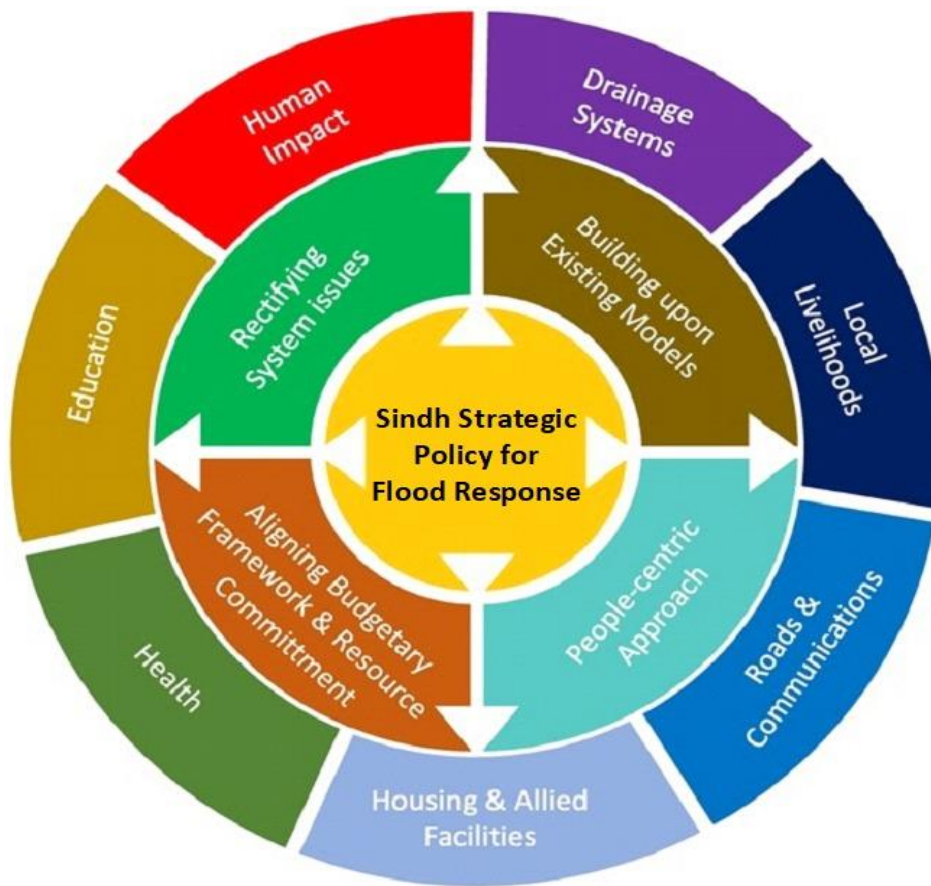 Human
Impact
Drainage
Systems
Local
Livelihoods
Roads &
Communications
Housing & Allied
Facilities
Health
Education
Rectifying
System issues
Building upon
Existing Models
People-centric
Approach
Aligning Budgetary
Framework & Resource
Committment
Sindh Strategic
Policy for
Flood Response